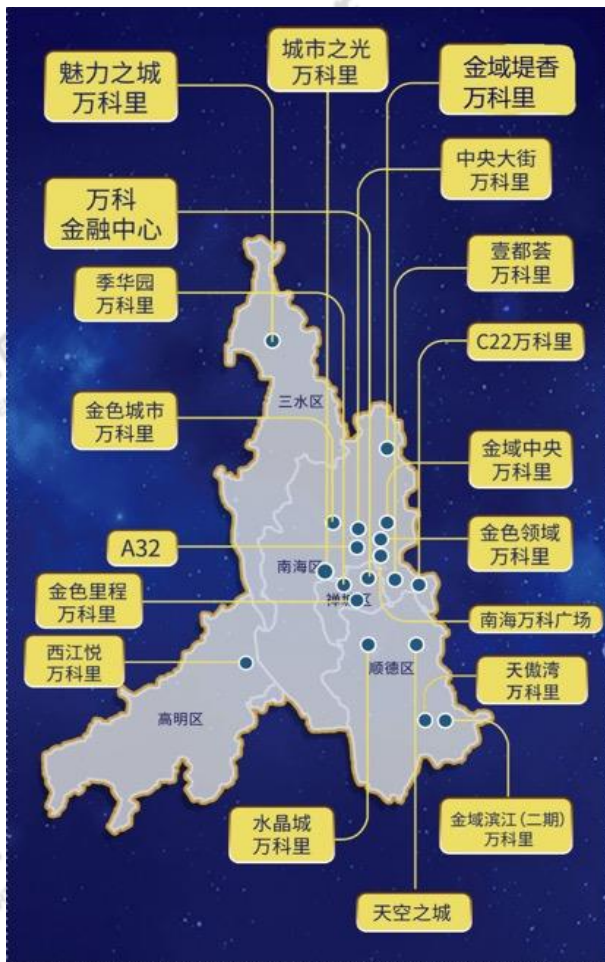 城市之光
万科里
魅力之城
万科里
金域堤香
万科里
中央大街
万科里
万科
金融中心
壹都荟
万科里
季华园
万科里
C22万科里
三水区
金色城市
万科里
金域中央
万科里
A32
金色领域
万科里
南海区
禅城区
金色里程
万科里
南海万科广场
西江悦
万科里
顺德区
天傲湾
万科里
高明区
水晶城
万科里
金域滨江(二期)
万科里
天空之城